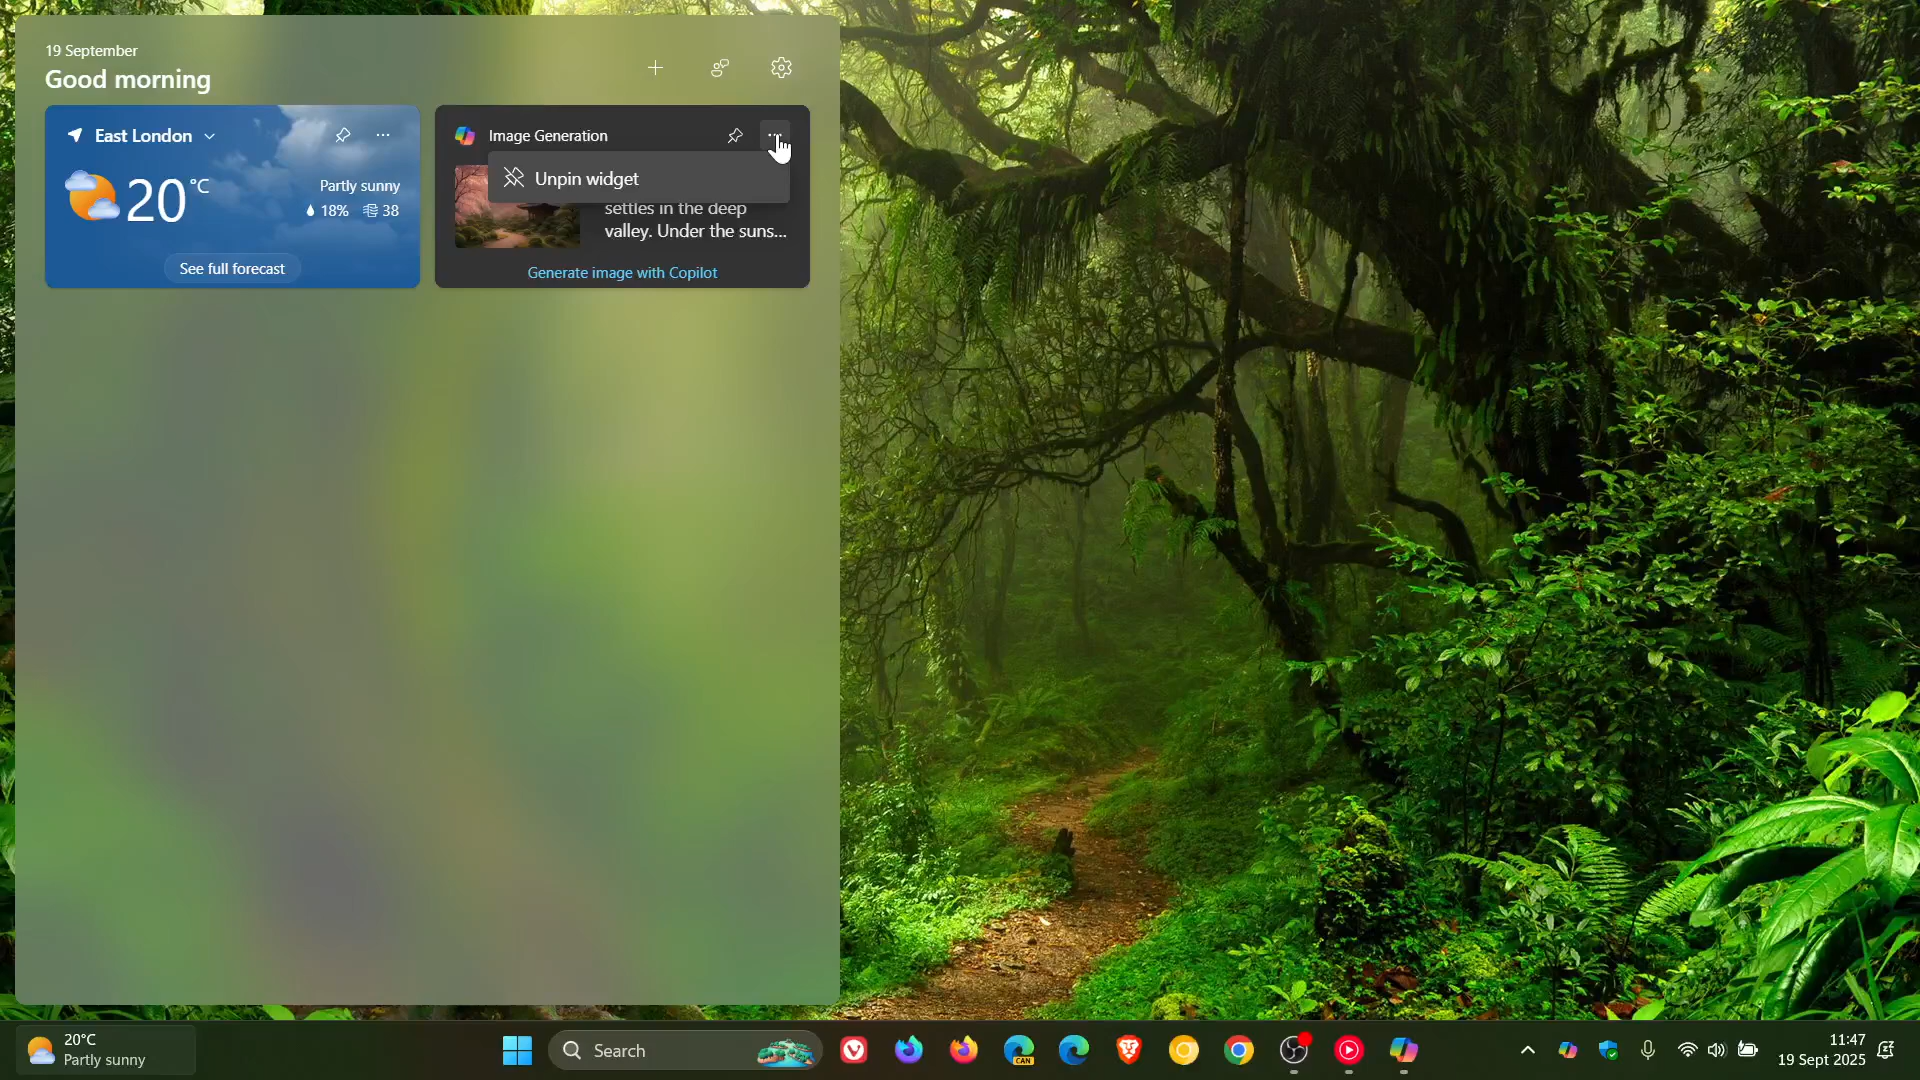 19 September
Good morning
East London
20 °C
Partly sunny
18% 38
See full forecast
Image Generation
Unpin widget
settles in the deep
valley. Under the suns...
Generate image with Copilot
20°C
Partly sunny
Search
CAN
11:47
19 Sept 2025